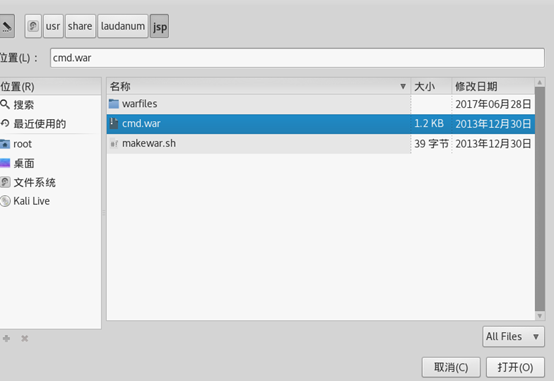 usr share laudanum jsp
位置(L)： cmd.war
位置(R) 名称 大小 修改日期
搜索 warfiles 2017年06月28日
最近使用的 cmd.war 1.2 KB 2013年12月30日
root makewar.sh 39 字节 2013年12月30日
桌面
文件系统
Kali Live
All Files
取消(C) 打开(O)